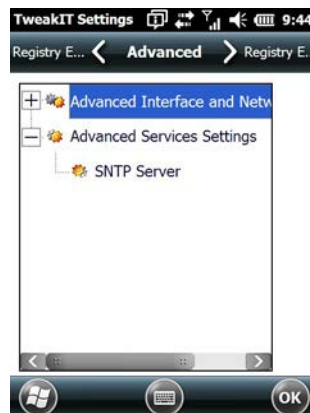 TweakIT Settings 9:44
Registry E... Advanced Registry E..
Advanced Interface and Netw
Advanced Services Settings
SNTP Server
OK